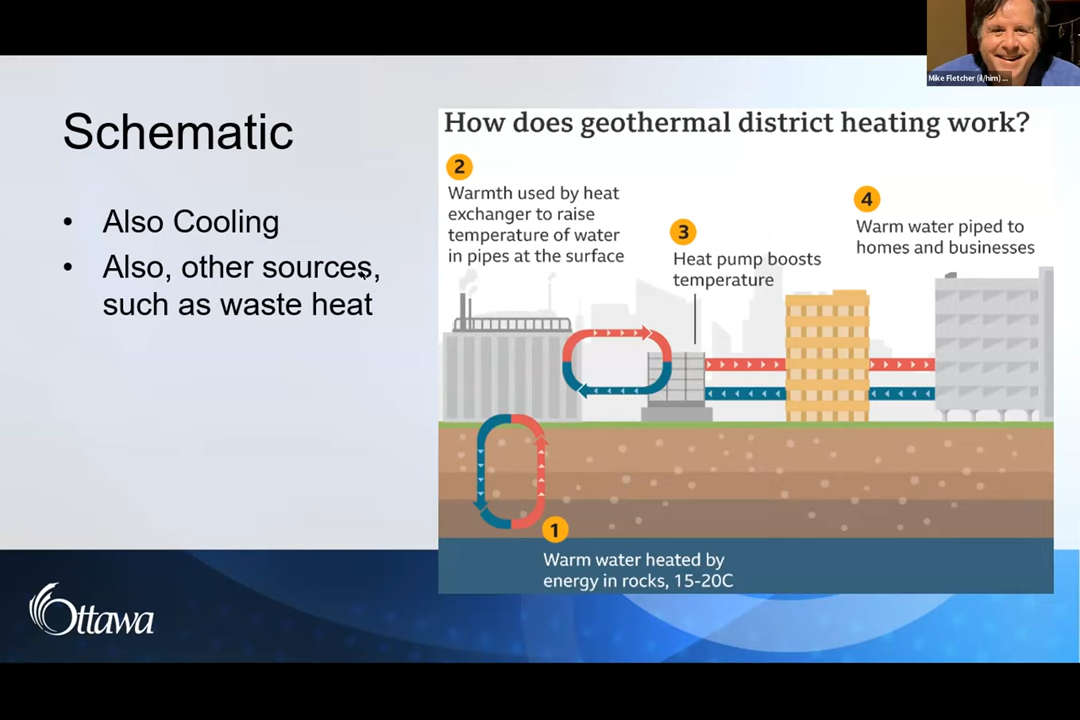 Mike Fletcher (il/him) ...
Schematic
• Also Cooling
• Also, other sources,
such as waste heat
How does geothermal district heating work?
2
Warmth used by heat
exchanger to raise
temperature of water
in pipes at the surface
3
Heat pump boosts
temperature
4
Warm water piped to
homes and businesses
1
Warm water heated by
energy in rocks, 15-20C
Ottawa